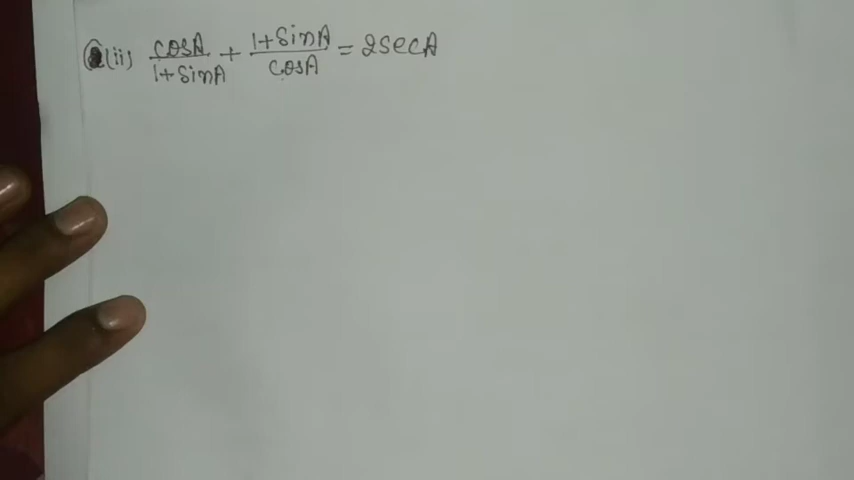 (ii) cosA/1+sinA + 1+sinA/cosA = 2secA